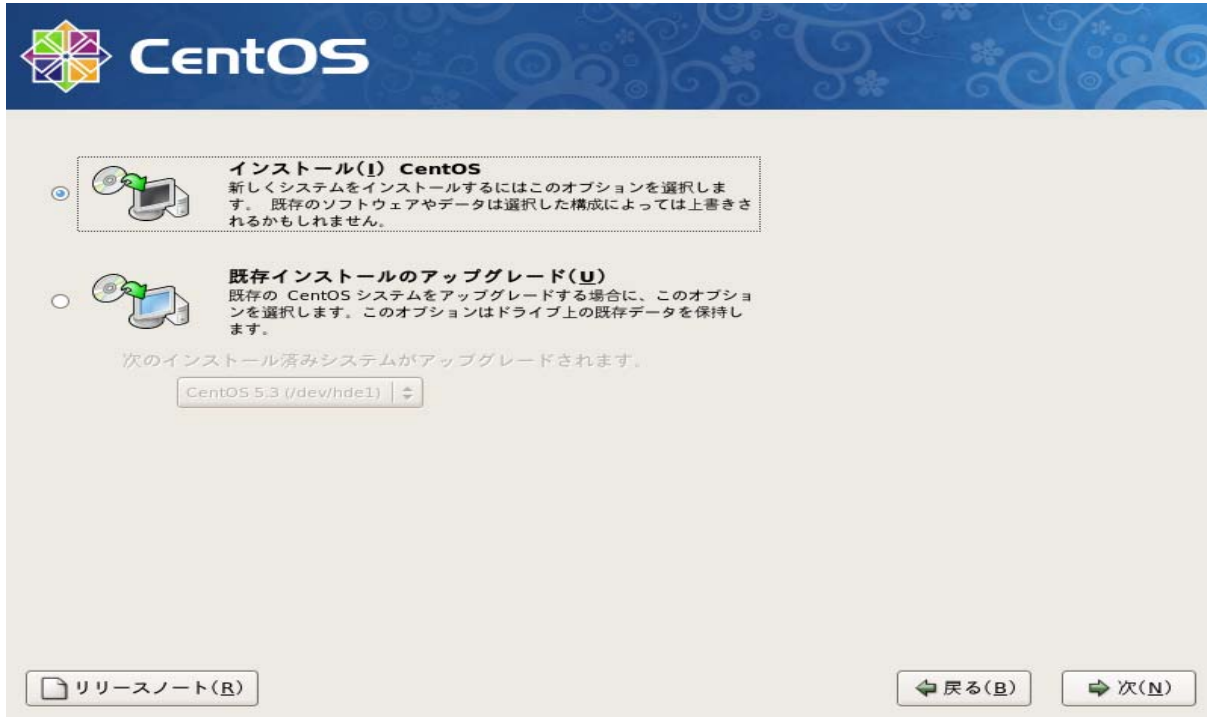 CentOS
インストール(I) CentOS
新しくシステムをインストールするにはこのオプションを選択しま
す。 既存のソフトウェアやデータは選択した構成によっては上書きさ
れるかもしれません。
既存インストールのアップグレード(U)
既存の CentOS システムをアップグレードする場合に、このオプショ
ンを選択します。このオプションはドライブ上の既存データを保持し
ます。
次のインストール済みシステムがアップグレードされます。
CentOS 5.3 (/dev/hde1)
リリースノート(R)
戻る(B)
次(N)